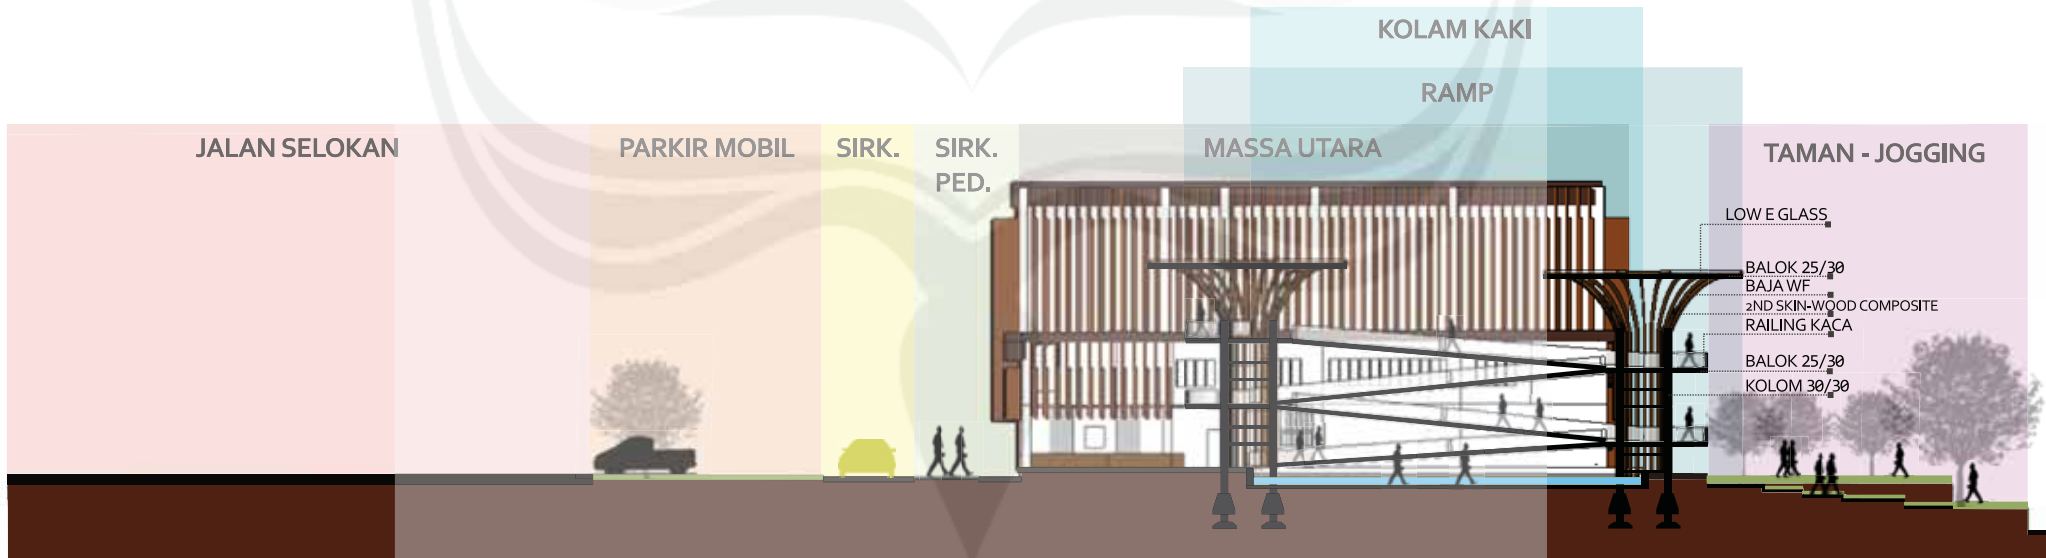 KOLAM KAKI
RAMP
JALAN SELOKAN
PARKIR MOBIL
SIRK.
SIRK.
PED.
MASSA UTARA
TAMAN - JOGGING
LOW E GLASS
BALOK 25/30
BAJA WF
2ND SKIN-WOOD COMPOSITE
RAILING KACA
BALOK 25/30
KOLOM 30/30